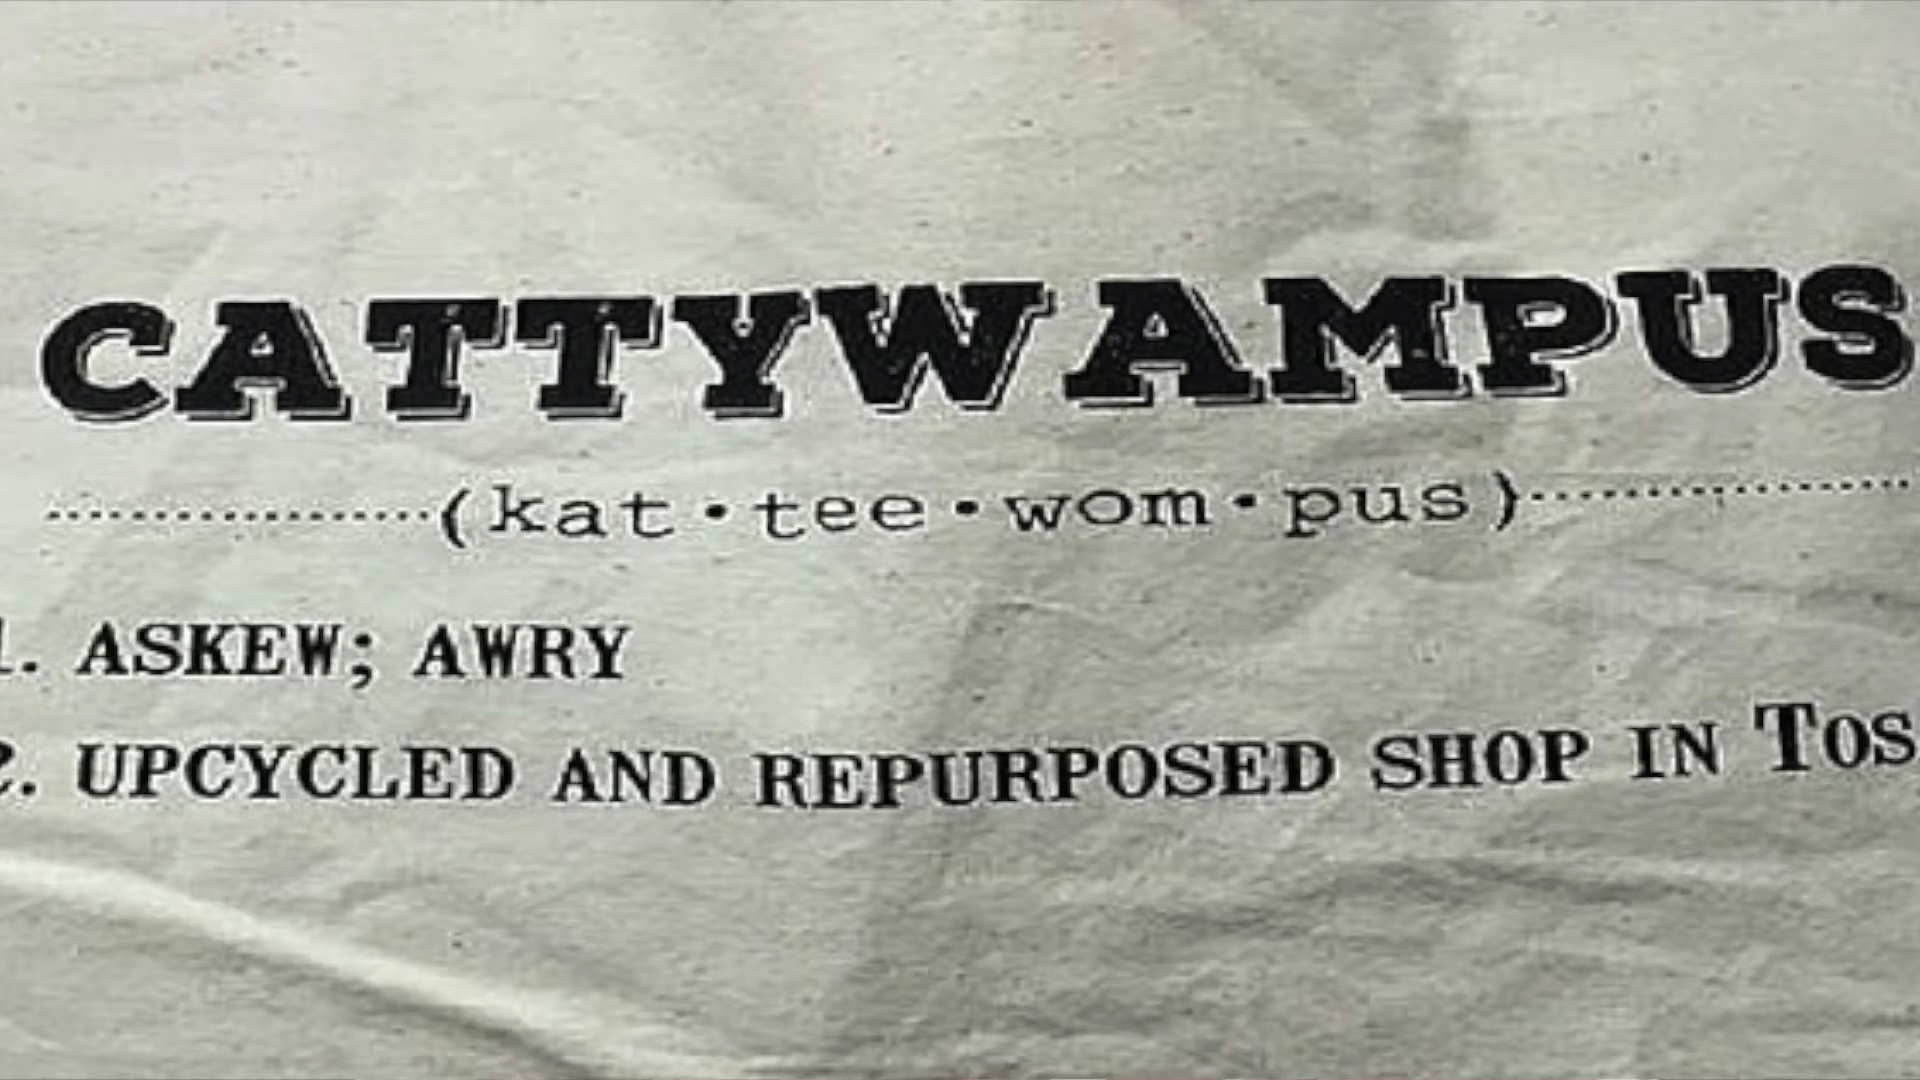 CATTYWAMPUS
(kat•tee•wom•pus)
1. ASKEW; AWRY
2. UPCYCLED AND REPURPOSED SHOP IN TOS